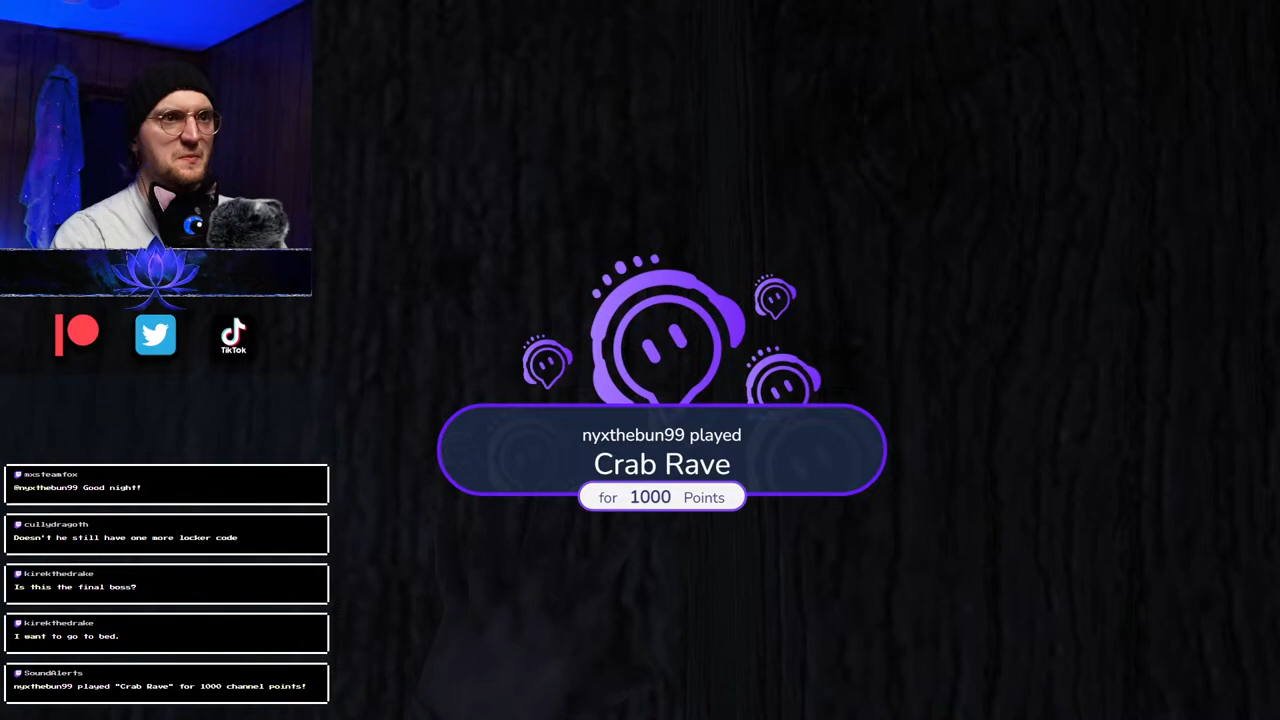 TikTok
nyxthebun99 played
Crab Rave
for 1000 Points
mxsteamfox
@nyxthebun99 Good night!
cullydragoth
Doesn't he still have one more locker code
kirekthedrake
Is this the final boss?
kirekthedrake
I want to go to bed.
SoundAlerts
nyxthebun99 played "Crab Rave" for 1000 channel points!